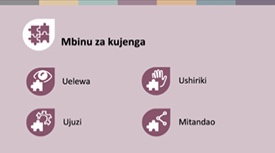 Mbinu za kujenga
Uelewa
Ushiriki
Ujuzi
Mitandao